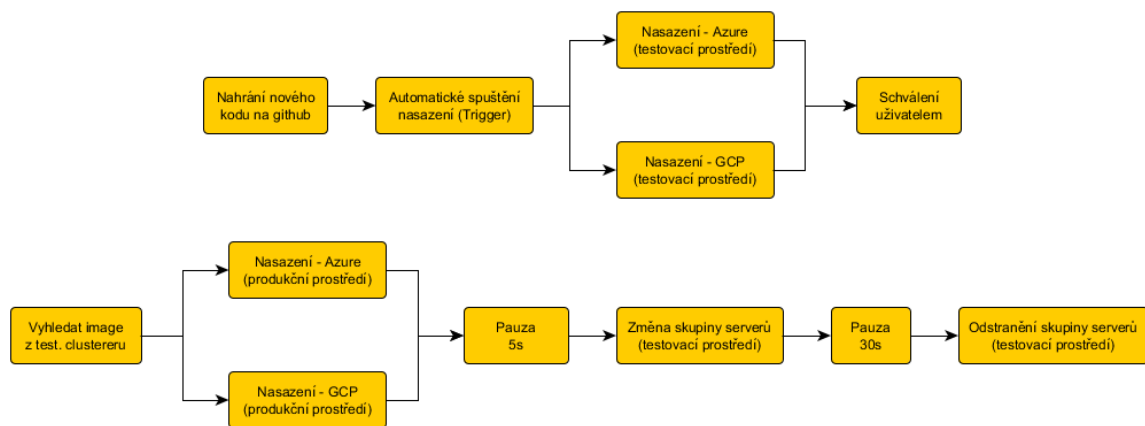 Nasazení - Azure
(testovací prostředí)
Nahrání nového
kodu na github
Automatické spuštění
nasazení (Trigger)
Schválení
uživatelem
Nasazení - GCP
(testovací prostředí)
Nasazení - Azure
(produkční prostředí)
Vyhledat image
z test. clustereru
Pauza
5s
Změna skupiny serverů
(testovací prostředí)
Pauza
30s
Odstranění skupiny serverů
(testovací prostředí)
Nasazení - GCP
(produkční prostředí)